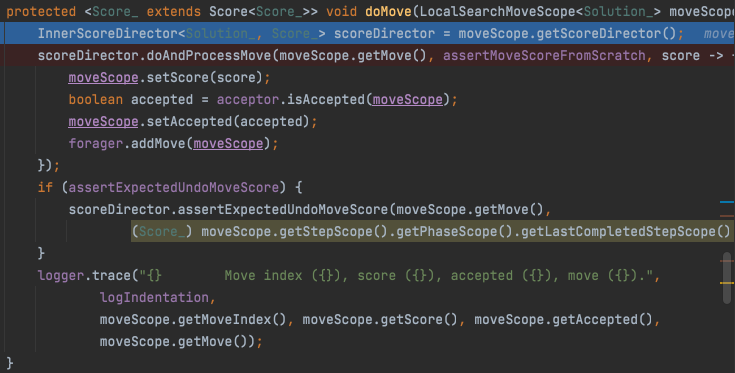 protected <Score_ extends Score<Score_>> void doMove(LocalSearchMoveScope<Solution_> moveScope
InnerScoreDirector<Solution_, Score_> scoreDirector = moveScope.getScoreDirector(); move
scoreDirector.doAndProcessMove(moveScope.getMove(), assertMoveScoreFromScratch, score ->
moveScope.setScore(score);
boolean accepted = acceptor.isAccepted(moveScope);
moveScope.setAccepted(accepted);
forager.addMove(moveScope);
});
if (assertExpectedUndoMoveScore) {
scoreDirector.assertExpectedUndoMoveScore(moveScope.getMove(),
(Score_) moveScope.getStepScope().getPhaseScope().getLastCompletedStepScope()
}
logger.trace("{}        Move index ({}), score ({}), accepted ({}), move ({}).",
logIndentation,
moveScope.getMoveIndex(), moveScope.getScore(), moveScope.getAccepted(),
moveScope.getMove());
}